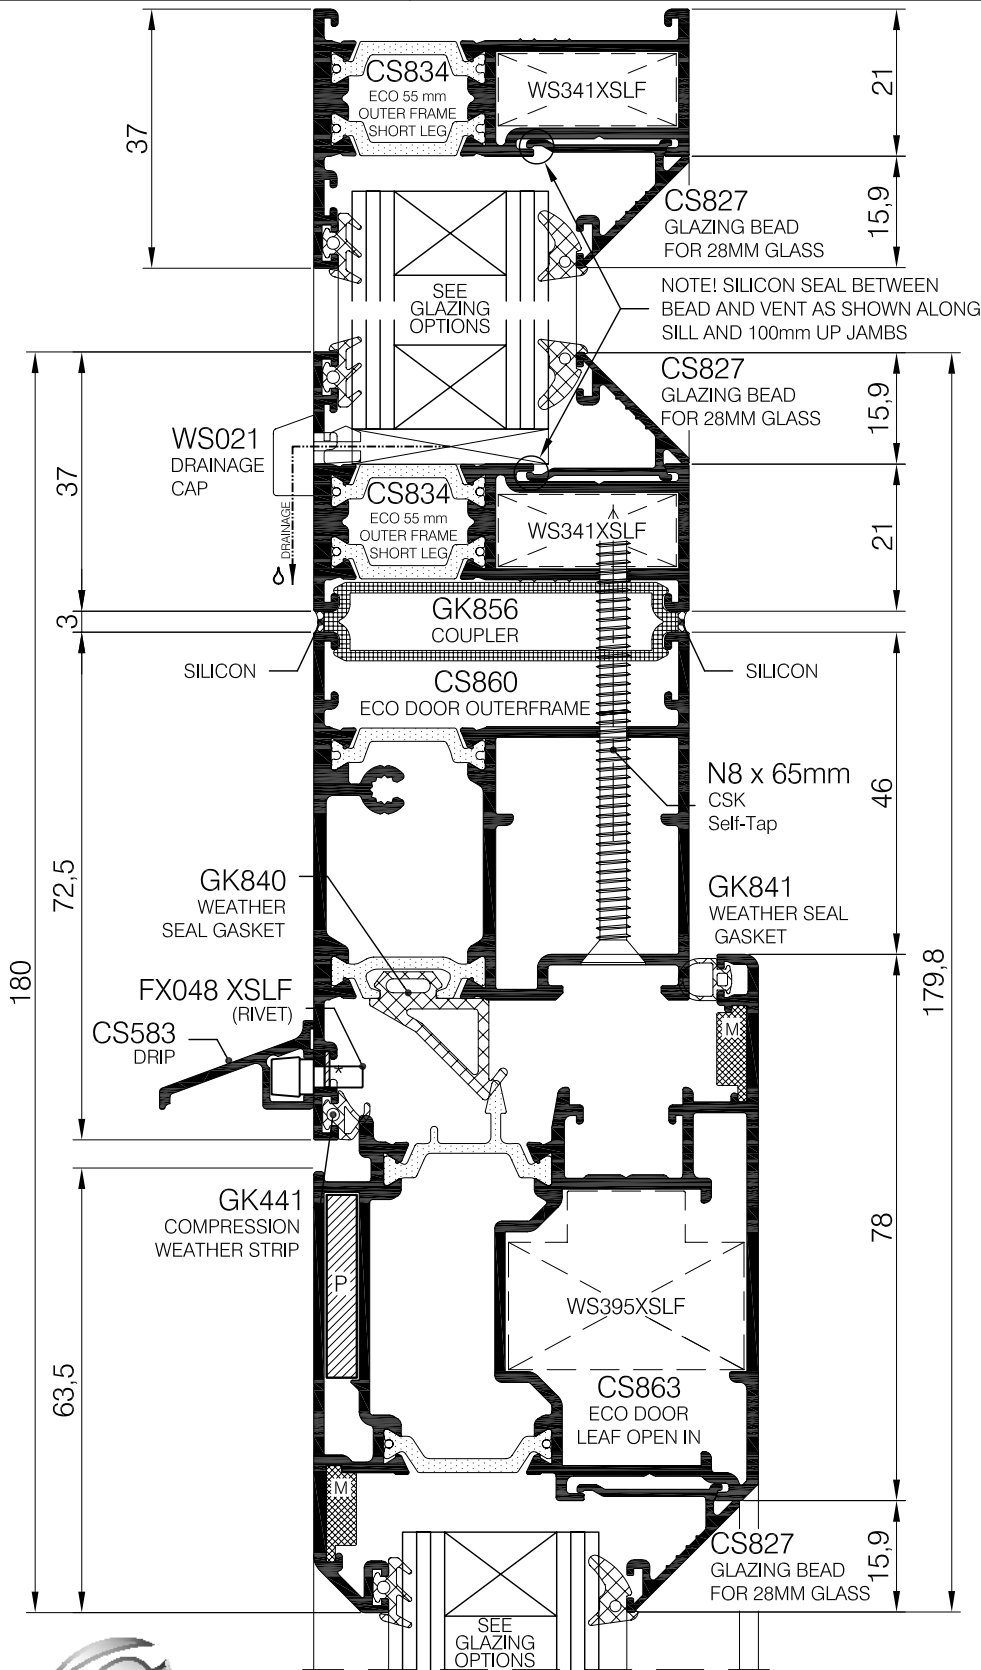 CS834
ECO 55 mm
OUTER FRAME
SHORT LEG
WS341XSLF
21
37
15,9
CS827
GLAZING BEAD
FOR 28MM GLASS
SEE
GLAZING
OPTIONS
NOTE! SILICON SEAL BETWEEN
BEAD AND VENT AS SHOWN ALONG
SILL AND 100mm UP JAMBS
CS827
GLAZING BEAD
FOR 28MM GLASS
15,9
WS021
DRAINAGE
CAP
37
DRAINAGE
CS834
ECO 55 mm
OUTER FRAME
SHORT LEG
WS341XSLF
21
GK856
COUPLER
3
SILICON
SILICON
CS860
ECO DOOR OUTERFRAME
N8 x 65mm
CSK
Self-Tap
46
72,5
GK840
WEATHER
SEAL GASKET
GK841
WEATHER SEAL
GASKET
180
179,8
FX048 XSLF
(RIVET)
CS583
DRIP
*
M
GK441
COMPRESSION
WEATHER STRIP
P
78
WS395XSLF
63,5
CS863
ECO DOOR
LEAF OPEN IN
M
CS827
GLAZING BEAD
FOR 28MM GLASS
15,9
SEE
GLAZING
OPTIONS